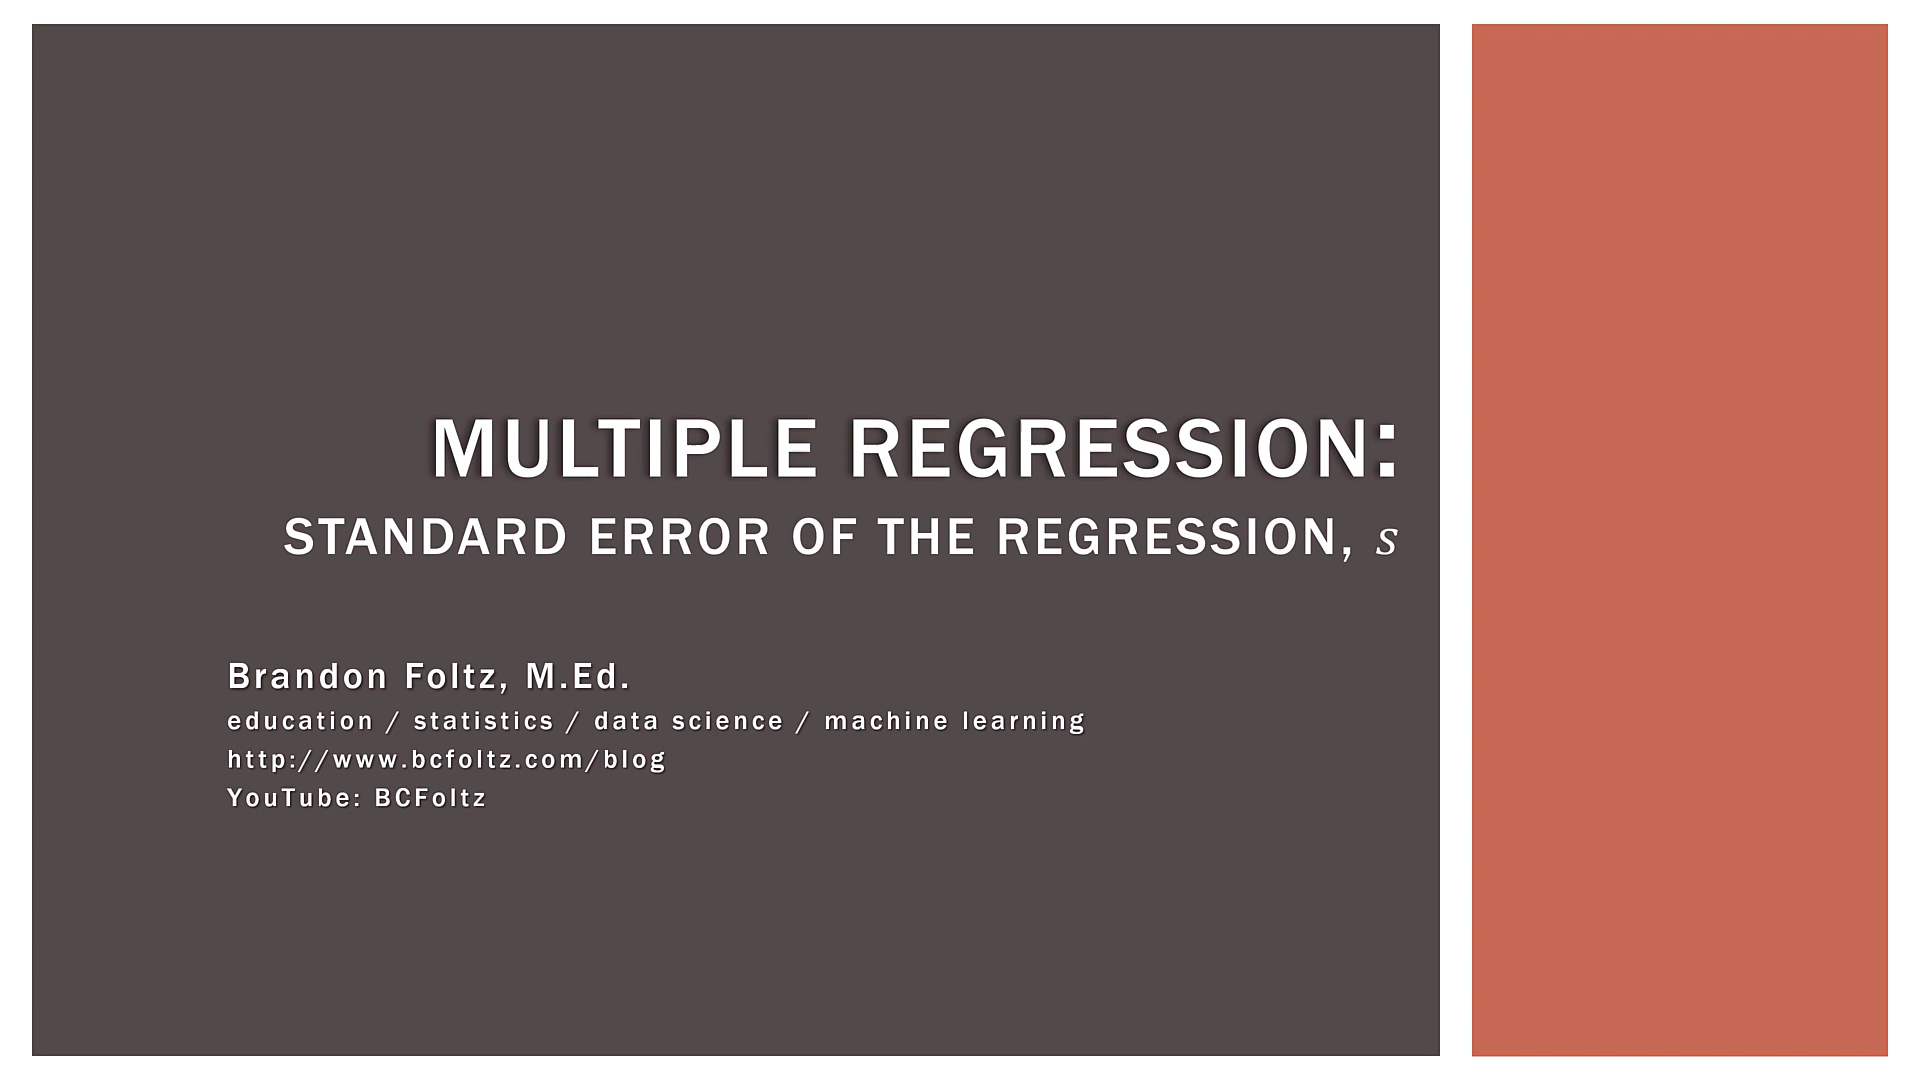 MULTIPLE REGRESSION:
STANDARD ERROR OF THE REGRESSION, s
Brandon Foltz, M.Ed.
education / statistics / data science / machine learning
http://www.bcfoltz.com/blog
YouTube: BCFoltz